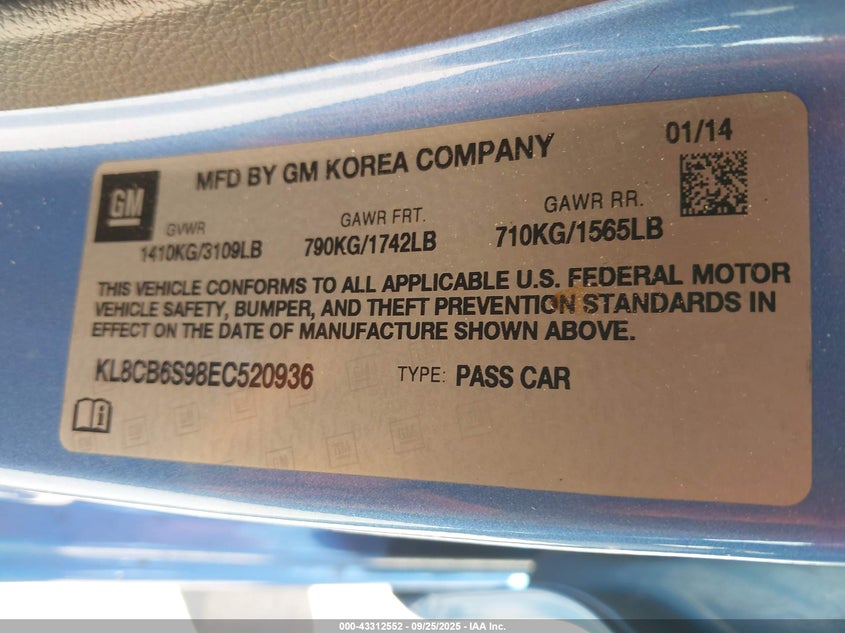 MFD BY GM KOREA COMPANY
01/14
GM
GVWR
1410KG/3109LB
GAWR FRT.
790KG/1742LB
GAWR RR.
710KG/1565LB
THIS VEHICLE CONFORMS TO ALL APPLICABLE U.S. FEDERAL MOTOR
VEHICLE SAFETY, BUMPER, AND THEFT PREVENTION STANDARDS IN
EFFECT ON THE DATE OF MANUFACTURE SHOWN ABOVE.
KL8CB6S98EC520936
TYPE: PASS CAR
000-43312552 - 09/25/2025 - IAA Inc.